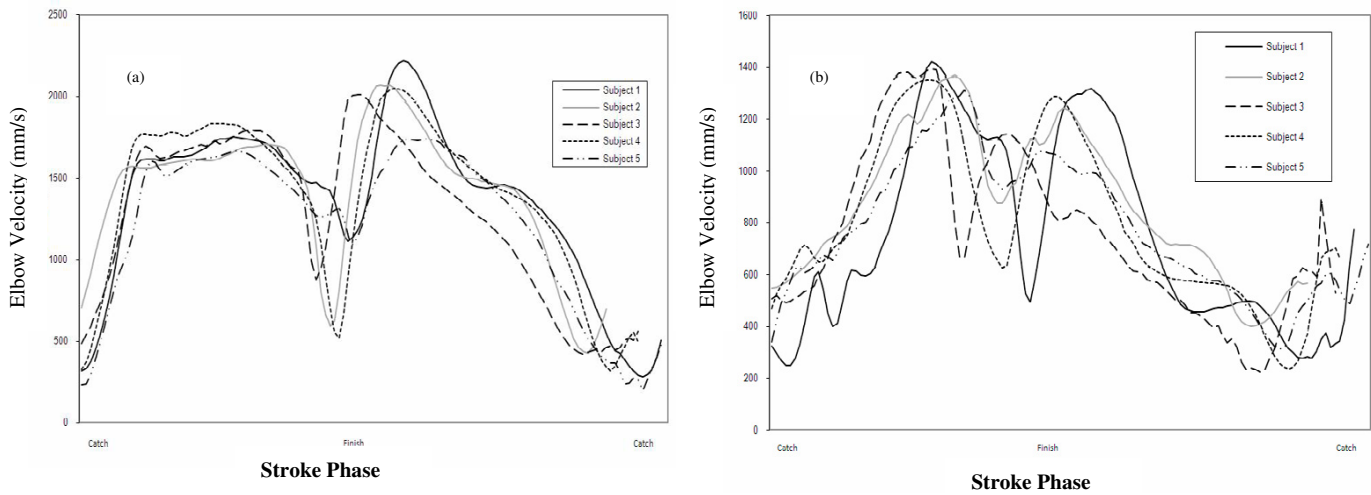 2500
2000
1500
1000
500
0
Elbow Velocity (mm/s)
(a)
Subject 1
Subject 2
Subject 3
Subject 4
Subject 5
Catch
Finish
Catch
Stroke Phase
1600
1400
1200
1000
800
600
400
200
0
Elbow Velocity (mm/s)
(b)
Subject 1
Subject 2
Subject 3
Subject 4
Subject 5
Catch
Finish
Catch
Stroke Phase